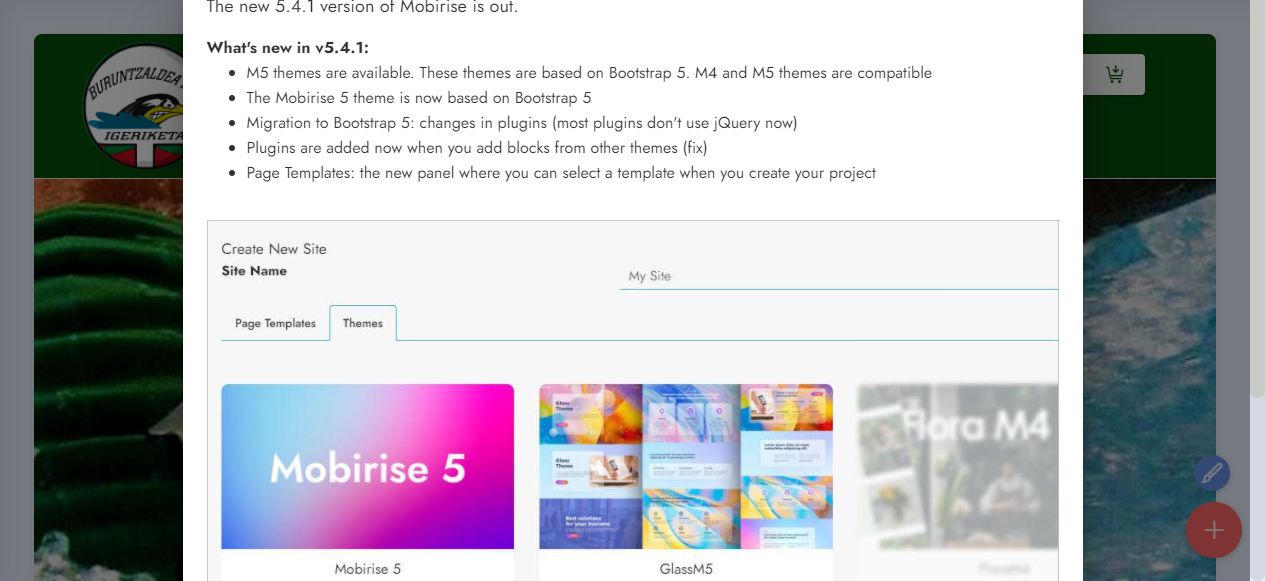 The new 5.4.1 version of Mobirise is out.
What's new in v5.4.1:
M5 themes are available. These themes are based on Bootstrap 5. M4 and M5 themes are compatible
The Mobirise 5 theme is now based on Bootstrap 5
Migration to Bootstrap 5: changes in plugins (most plugins don't use jQuery now)
Plugins are added now when you add blocks from other themes (fix)
Page Templates: the new panel where you can select a template when you create your project
BURUNTZALDEA
IGERIKETA
Create New Site
Site Name
My Site
Page Templates
Themes
Mobirise 5
Glass
Theme
Glass
Theme
Best solutions
for your business
Flora M4
Mobirise 5
GlassM5
FloraM4